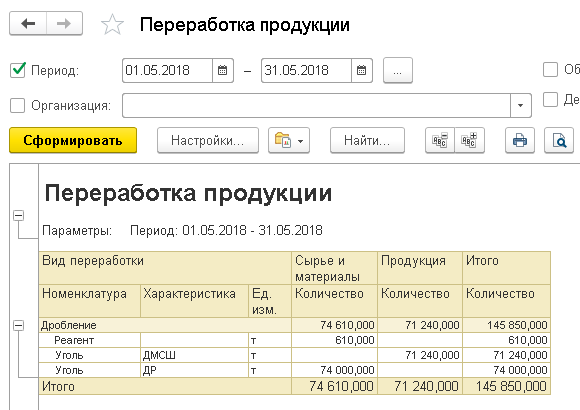 Переработка продукции
Период: 01.05.2018 – 31.05.2018 ... Об
Организация: Де
Сформировать Настройки... Найти...
Переработка продукции
Параметры: Период: 01.05.2018 - 31.05.2018
Вид переработки Сырье и материалы Продукция Итого
Номенклатура Характеристика Ед. изм. Количество Количество Количество
Дробление 74 610,000 71 240,000 145 850,000
Реагент т 610,000 610,000
Уголь ДМСШ т 71 240,000 71 240,000
Уголь ДР т 74 000,000 74 000,000
Итого 74 610,000 71 240,000 145 850,000